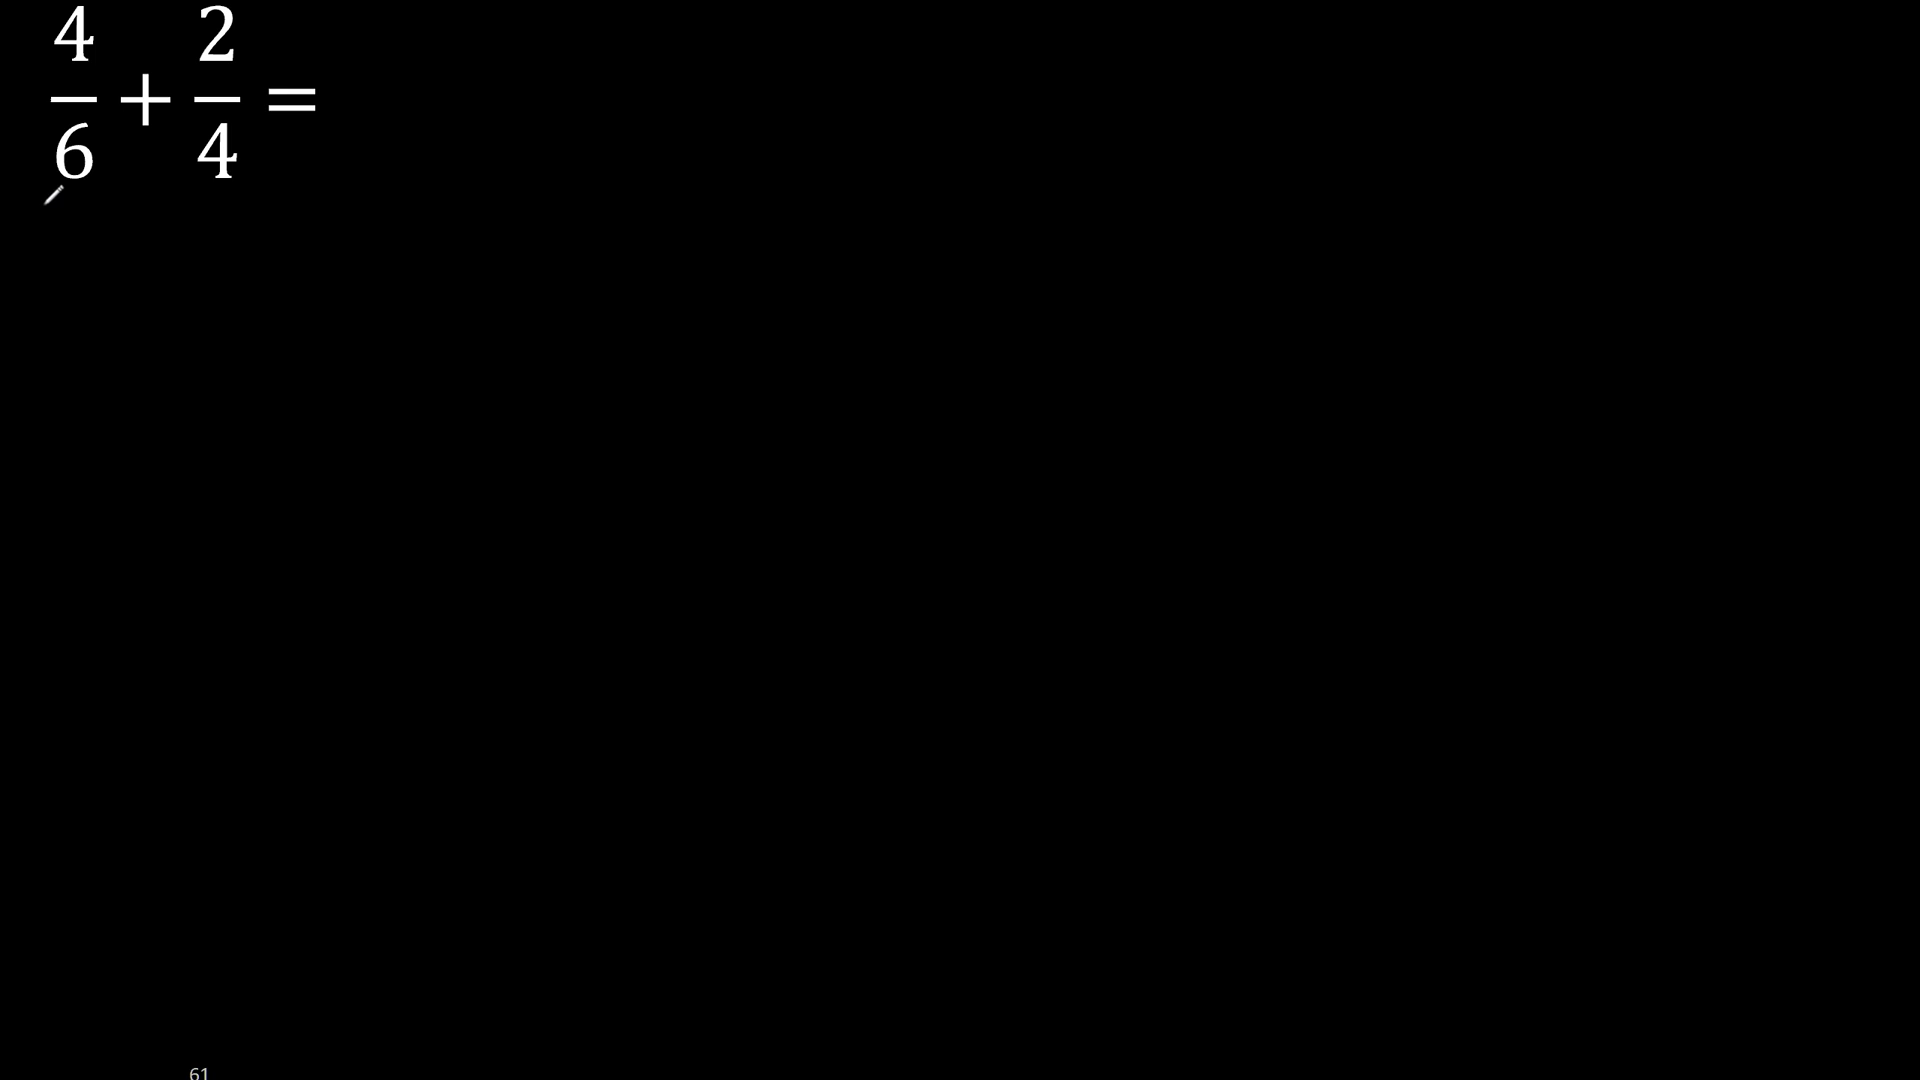 4/6 + 2/4 =
61